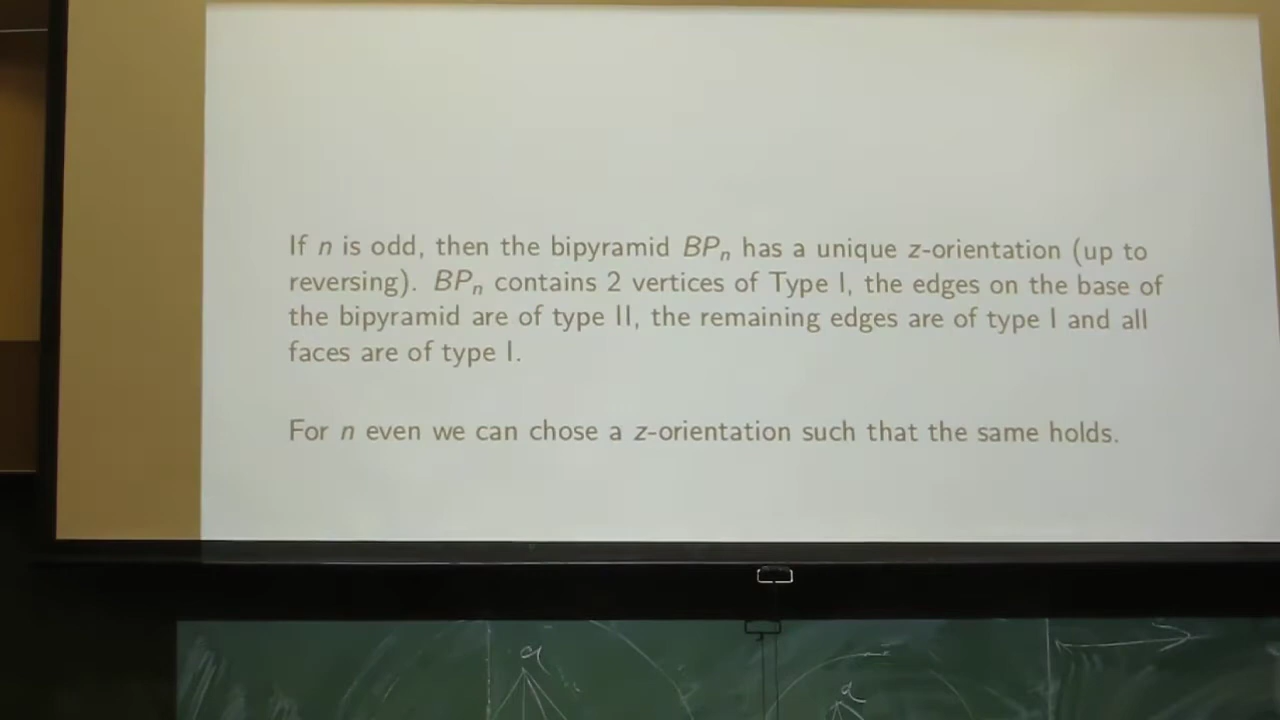 If n is odd, then the bipyramid BPₙ has a unique z-orientation (up to
reversing). BPₙ contains 2 vertices of Type I, the edges on the base of
the bipyramid are of type II, the remaining edges are of type I and all
faces are of type I.
For n even we can chose a z-orientation such that the same holds.
a
a